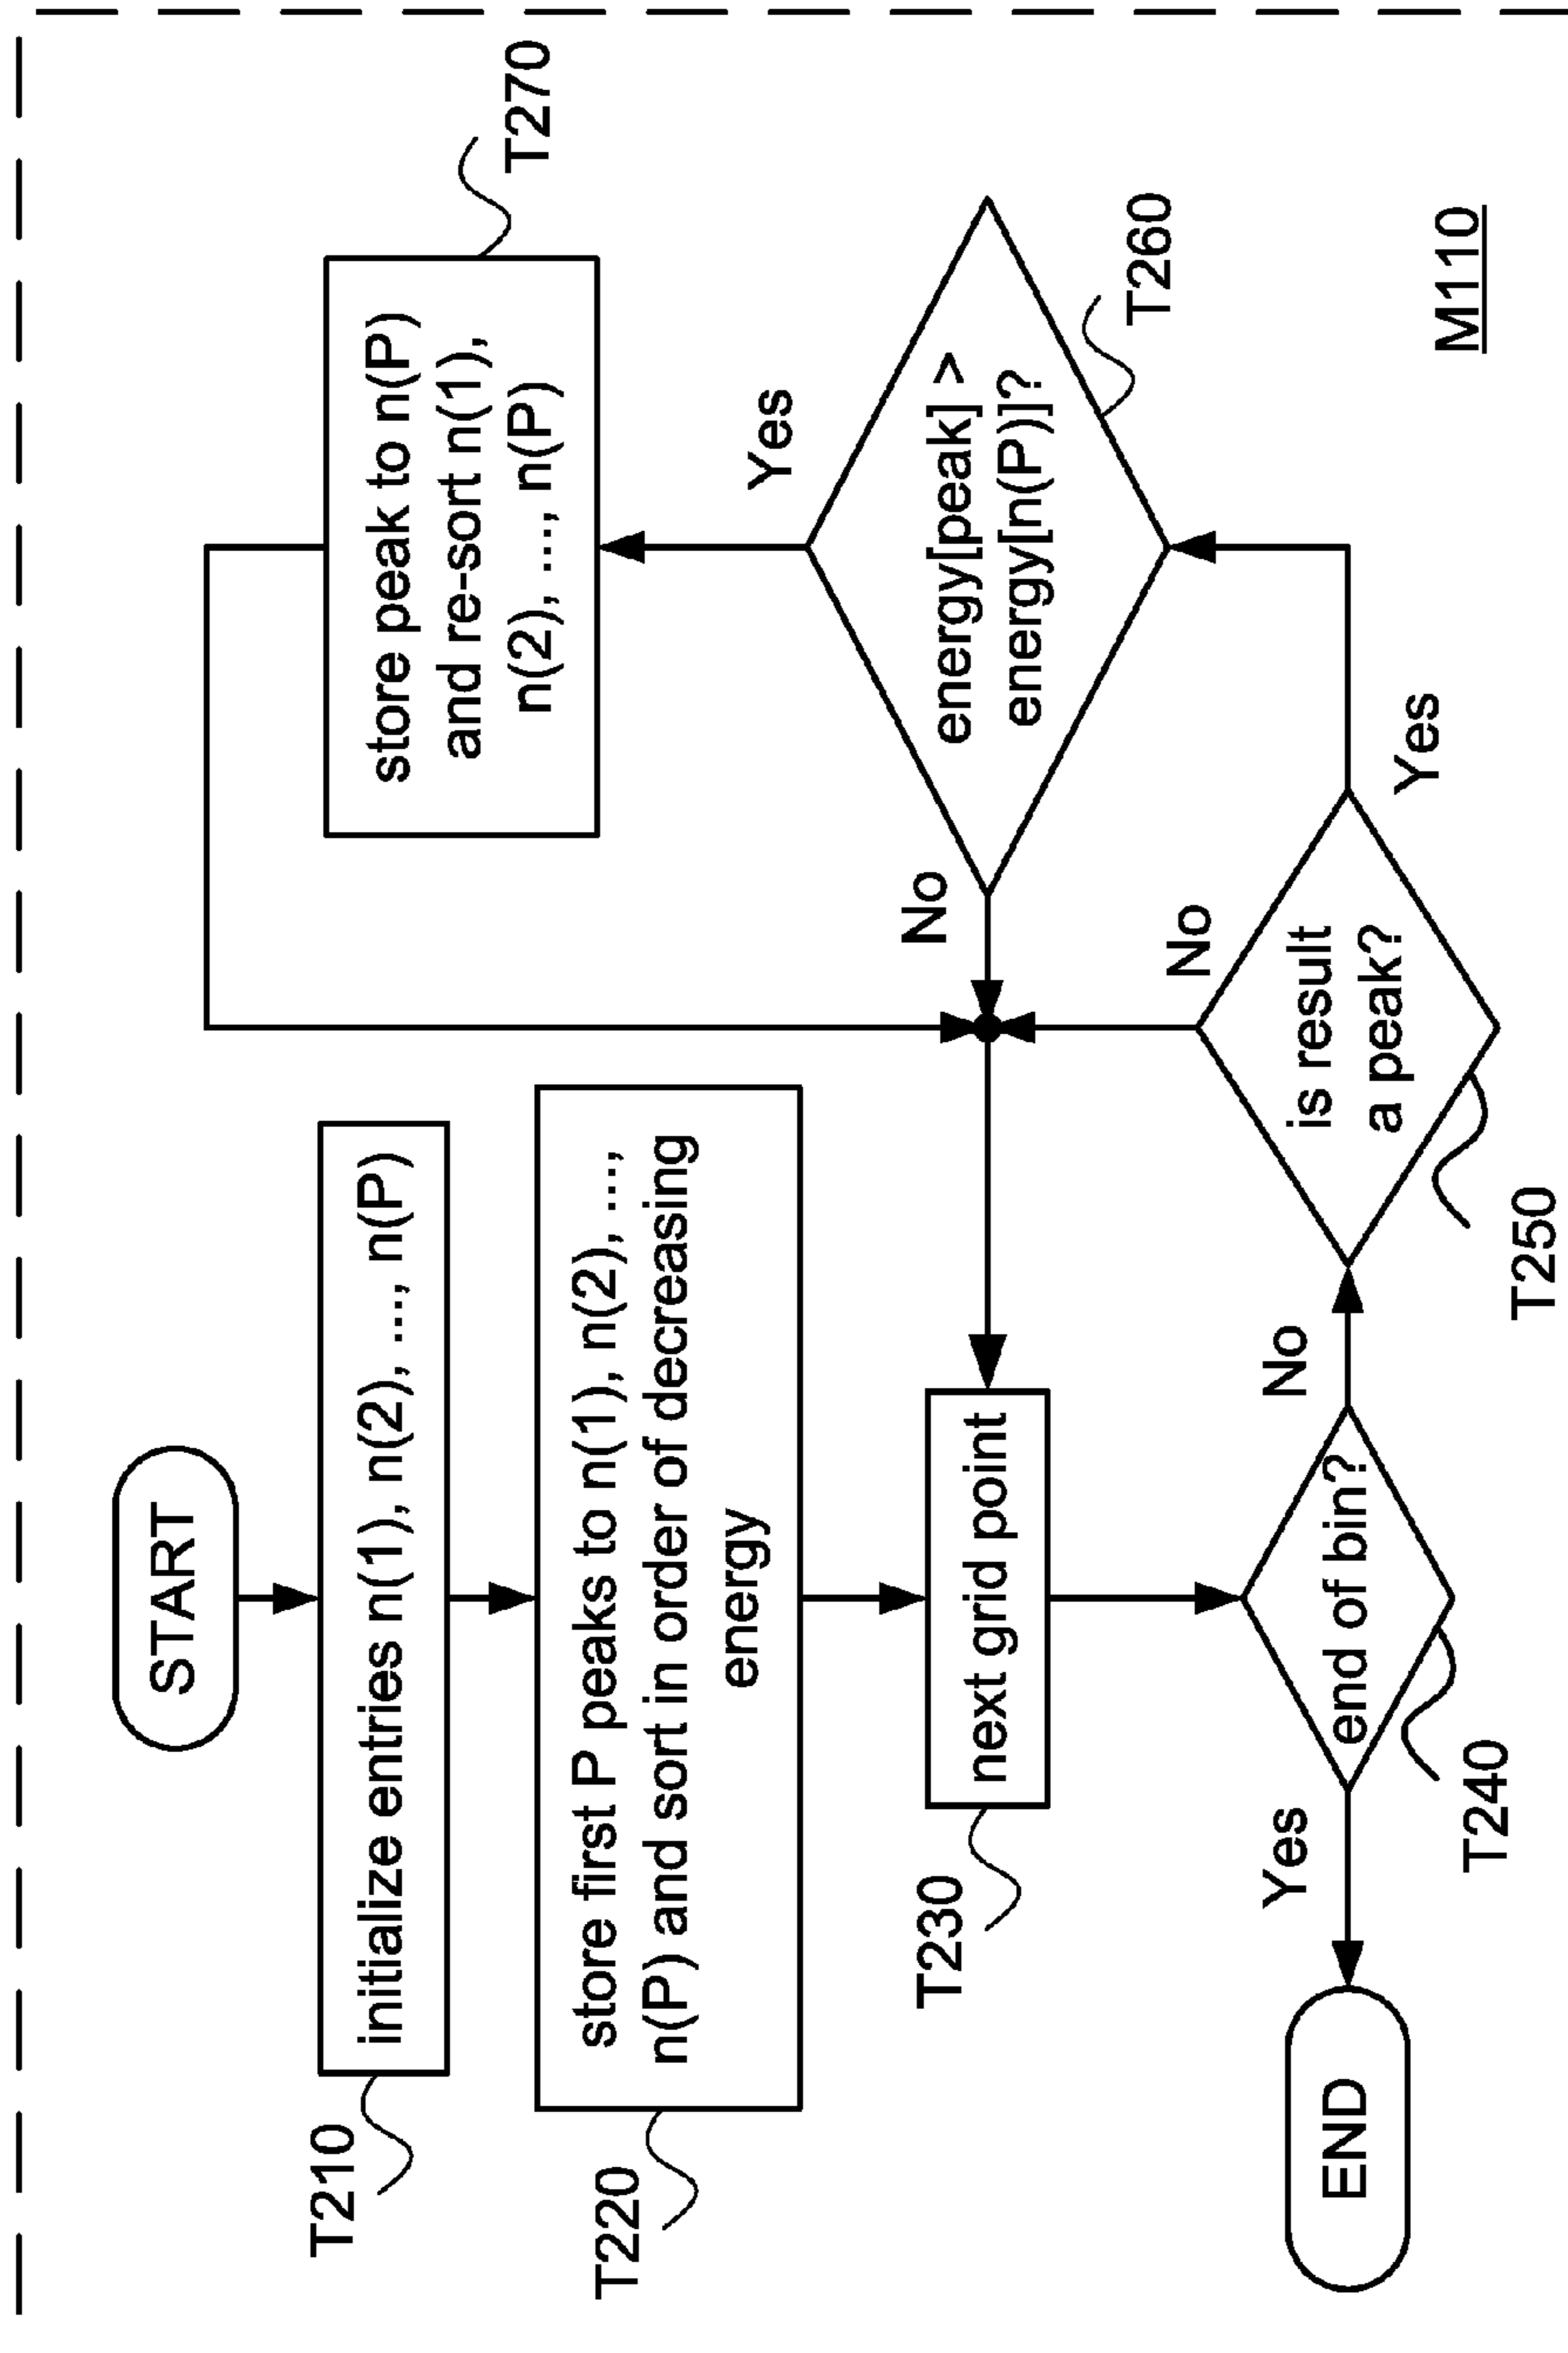 START
T210
initialize entries n(1), n(2), ..., n(P)
T220
store first P peaks to n(1), n(2), ...,
n(P) and sort in order of decreasing
energy
T230
next grid point
end of bin?
T240
Yes
END
No
is result
a peak?
T250
No
Yes
energy[peak] >
energy[n(P)]?
T260
No
Yes
store peak to n(P)
and re-sort n(1),
n(2), ..., n(P)
T270
M110